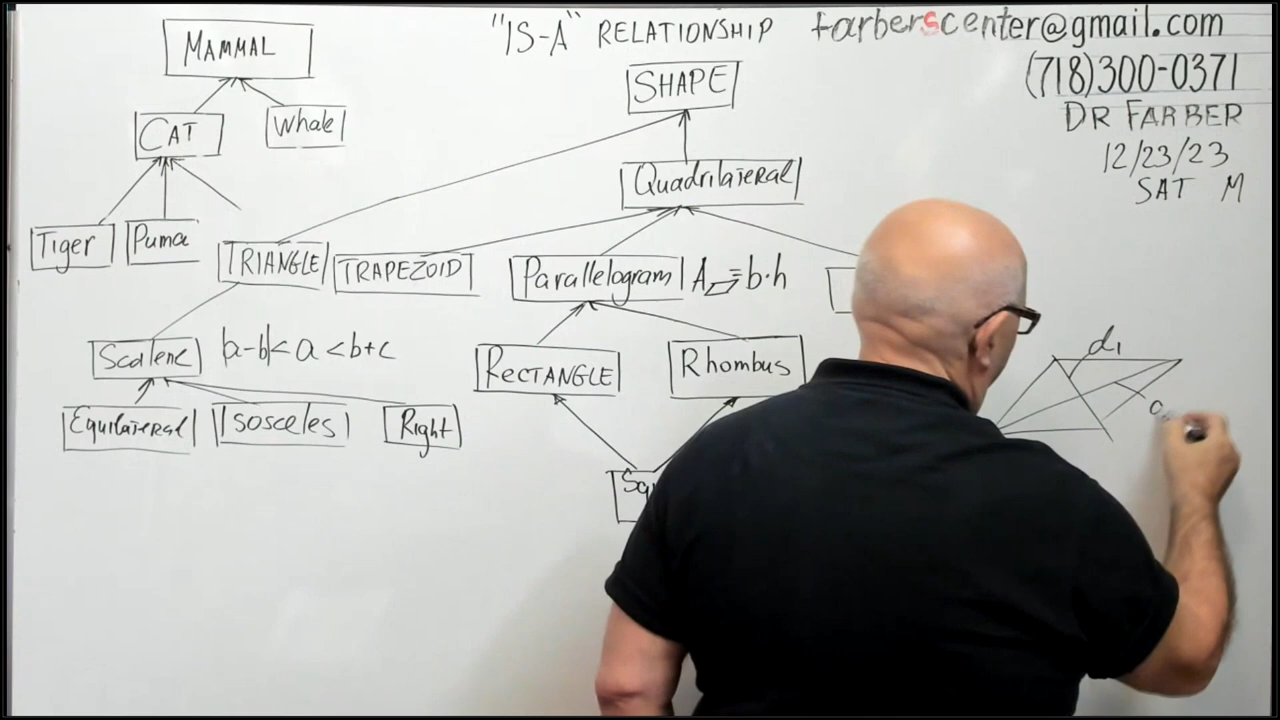 "IS-A" RELATIONSHIP
farberscenter@gmail.com
(718)300-0371
DR FARBER
12/23/23
SAT M
MAMMAL
CAT
Whale
Tiger
Puma
SHAPE
Quadrilateral
TRIANGLE
TRAPEZOID
Parallelogram
A▱=b·h
Scalene
|a-b|<a<b+c
Equilateral
Isosceles
Right
RECTANGLE
Rhombus
d1